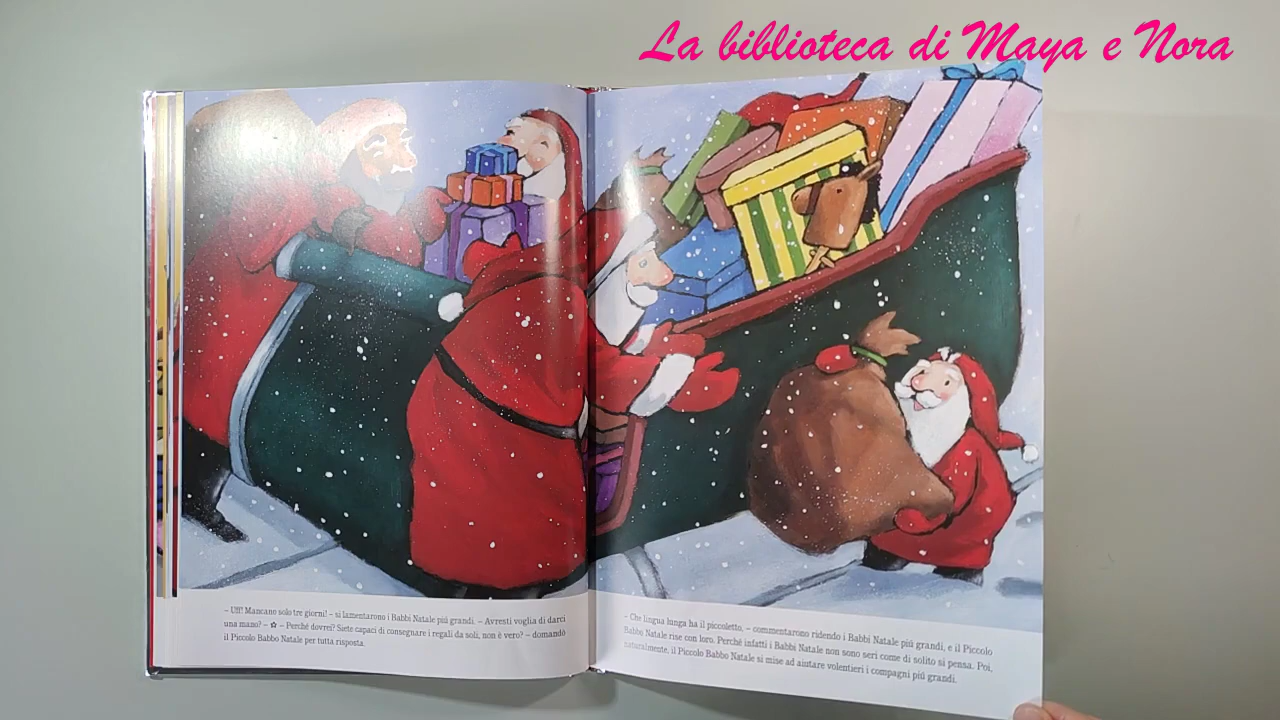 La biblioteca di Maya e Nora
– Uff! Mancano solo tre giorni! – si lamentarono i Babbi Natale piú grandi. – Avresti voglia di darci
una mano? – ✿ – Perché dovrei? Siete capaci di consegnare i regali da soli, non è vero? – domandò
il Piccolo Babbo Natale per tutta risposta.
– Che lingua lunga ha il piccoletto, – commentarono ridendo i Babbi Natale piú grandi, e il Piccolo
Babbo Natale rise con loro. Perché infatti i Babbi Natale non sono seri come di solito si pensa. Poi,
naturalmente, il Piccolo Babbo Natale si mise ad aiutare volentieri i compagni piú grandi.